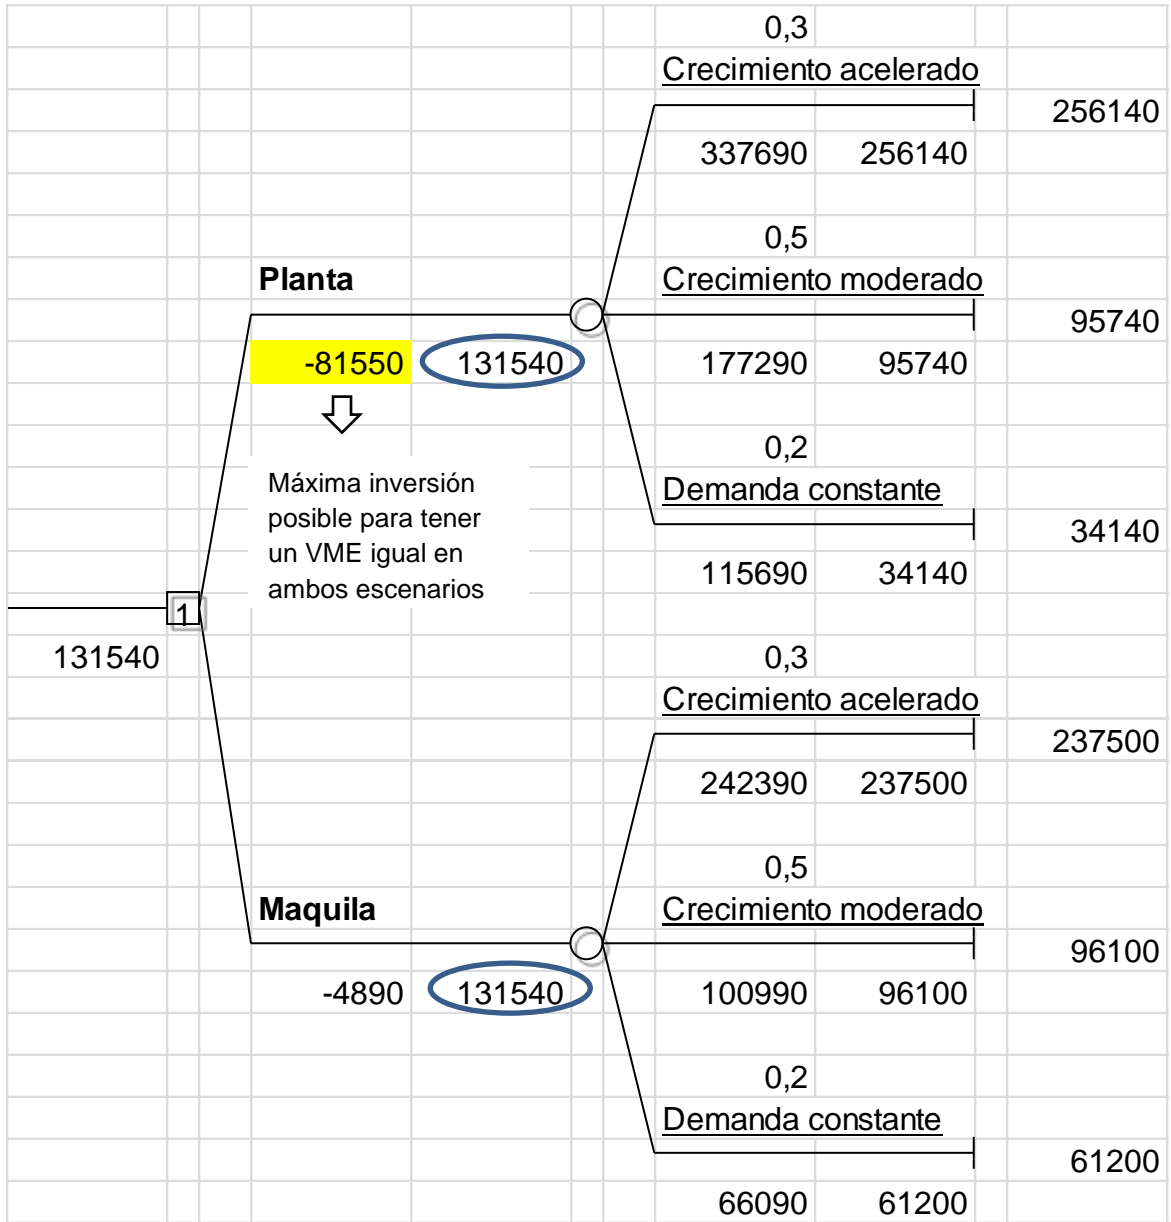 0,3
Crecimiento acelerado
256140
337690 256140
0,5
Planta Crecimiento moderado
95740
-81550 131540 177290 95740
0,2
Máxima inversión
posible para tener
un VME igual en
ambos escenarios
Demanda constante
34140
115690 34140
1
131540 0,3
Crecimiento acelerado
237500
242390 237500
0,5
Maquila Crecimiento moderado
96100
-4890 131540 100990 96100
0,2
Demanda constante
61200
66090 61200